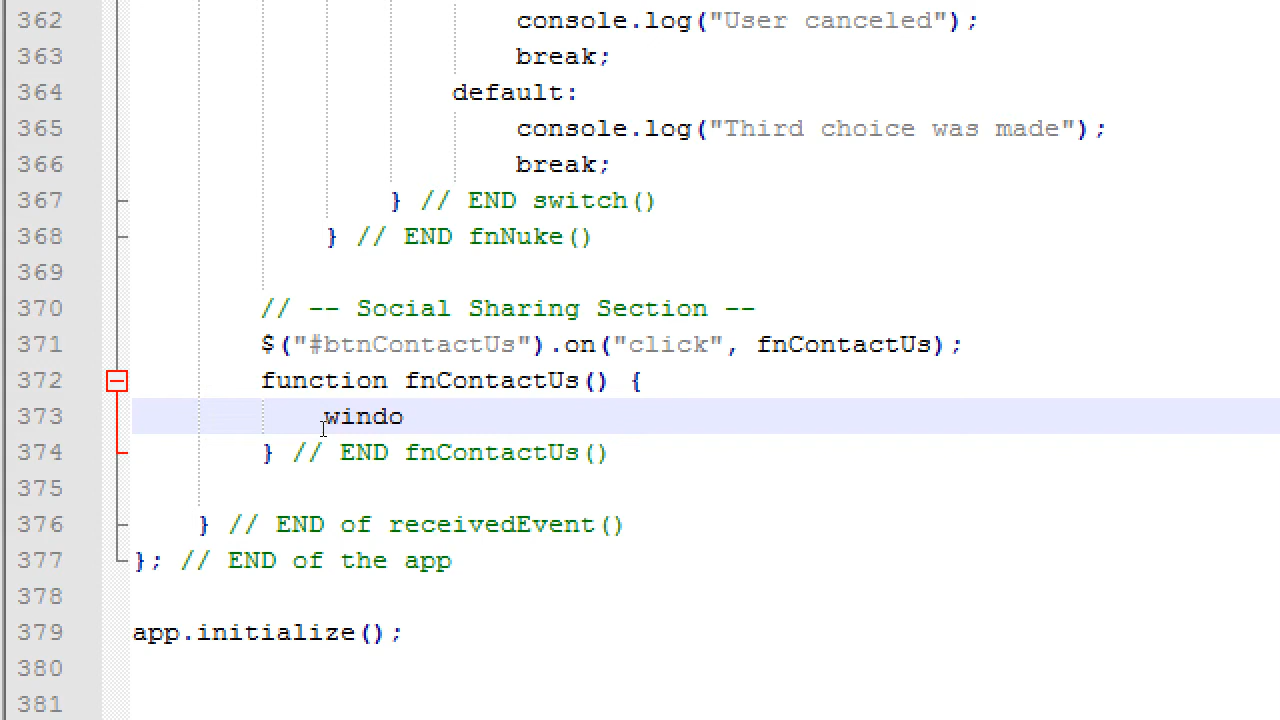 362 console.log("User canceled");
363 break;
364 default:
365 console.log("Third choice was made");
366 break;
367 } // END switch()
368 } // END fnNuke()
369
370 // -- Social Sharing Section --
371 $("#btnContactUs").on("click", fnContactUs);
372 function fnContactUs() {
373 windo
374 } // END fnContactUs()
375
376 } // END of receivedEvent()
377 }; // END of the app
378
379 app.initialize();
380
381